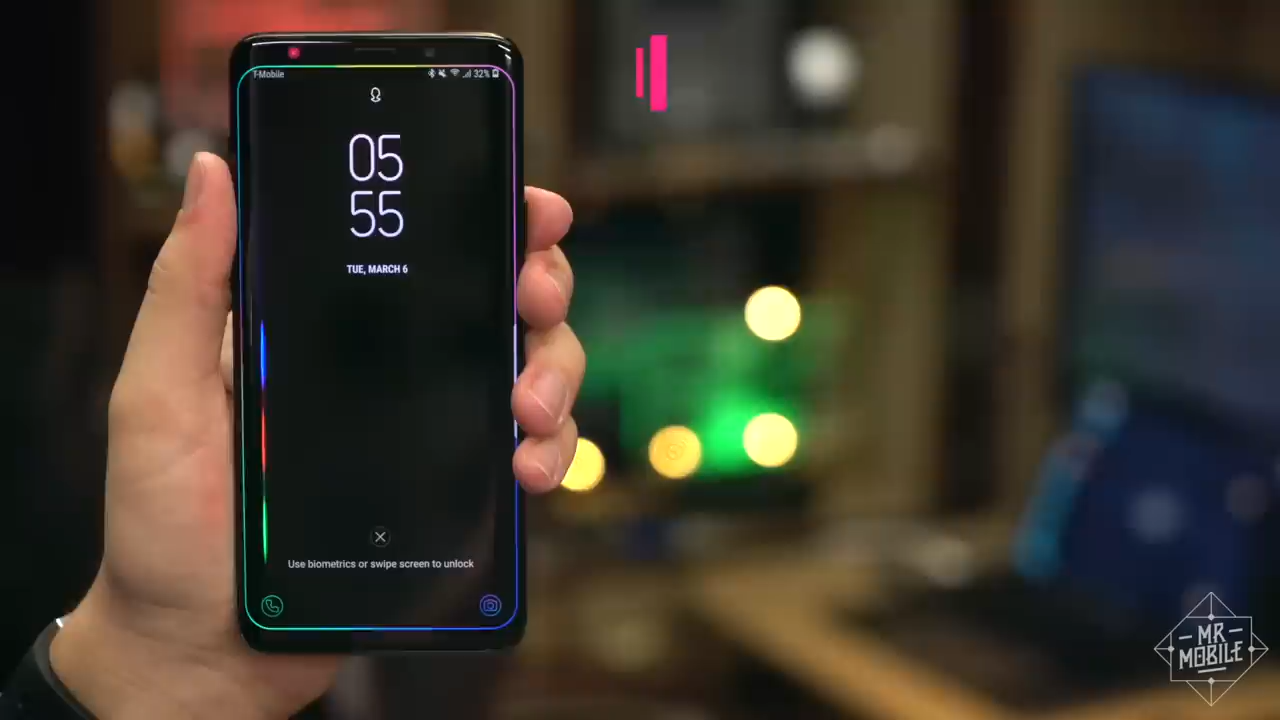 T-Mobile
32%
05
55
TUE, MARCH 6
Use biometrics or swipe screen to unlock
MR
MOBILE